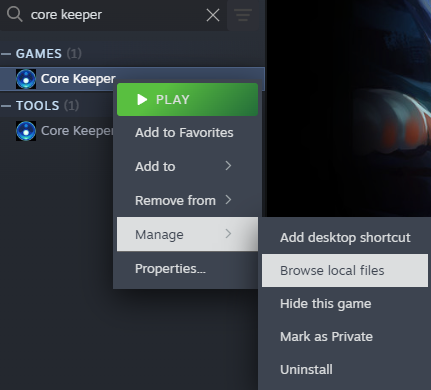 core keeper
— GAMES (1)
Core Keeper
PLAY
— TOOLS (1)
Core Keeper
Add to Favorites
Add to
Remove from
Manage
Properties...
Add desktop shortcut
Browse local files
Hide this game
Mark as Private
Uninstall